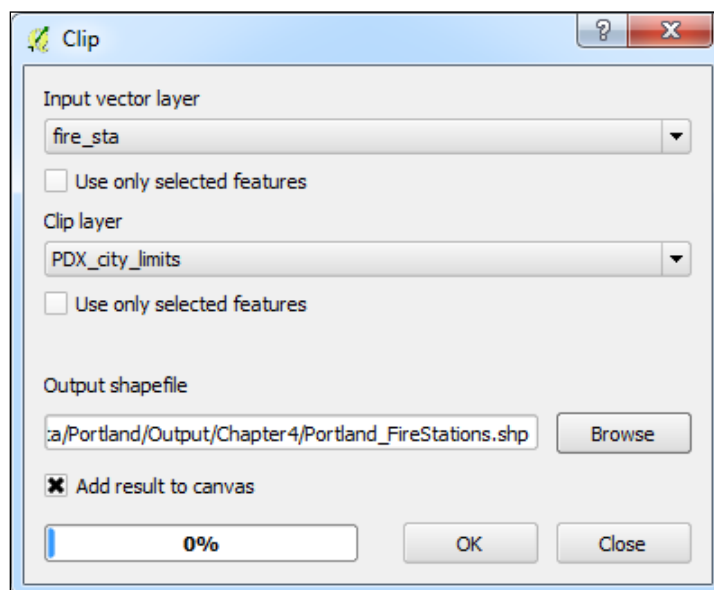 Clip
Input vector layer
fire_sta
Use only selected features
Clip layer
PDX_city_limits
Use only selected features
Output shapefile
:a/Portland/Output/Chapter4/Portland_FireStations.shp Browse
Add result to canvas
0% OK Close